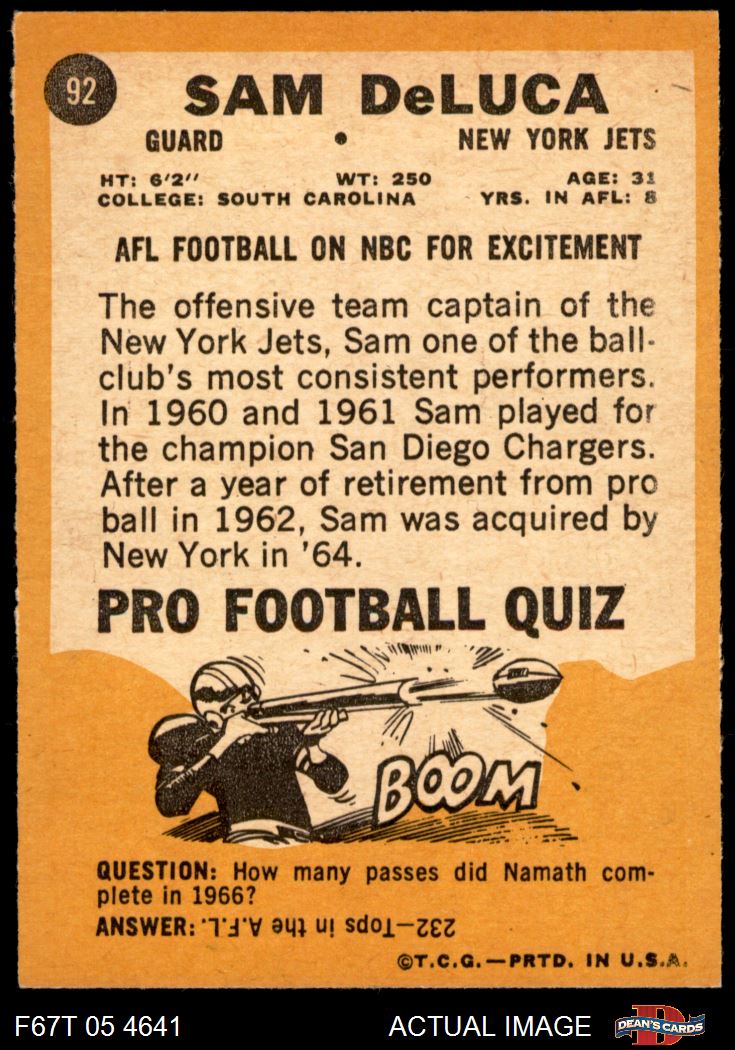 92
SAM DeLUCA
GUARD • NEW YORK JETS
HT: 6'2" WT: 250 AGE: 31
COLLEGE: SOUTH CAROLINA YRS. IN AFL: 8
AFL FOOTBALL ON NBC FOR EXCITEMENT
The offensive team captain of the
New York Jets, Sam one of the ball-
club's most consistent performers.
In 1960 and 1961 Sam played for
the champion San Diego Chargers.
After a year of retirement from pro
ball in 1962, Sam was acquired by
New York in '64.
PRO FOOTBALL QUIZ
BOOM
QUESTION: How many passes did Namath com-
plete in 1966?
ANSWER: 232—Tops in the A.F.L.
©T.C.G.—PRTD. IN U.S.A.
F67T 05 4641 ACTUAL IMAGE D DEAN'S CARDS